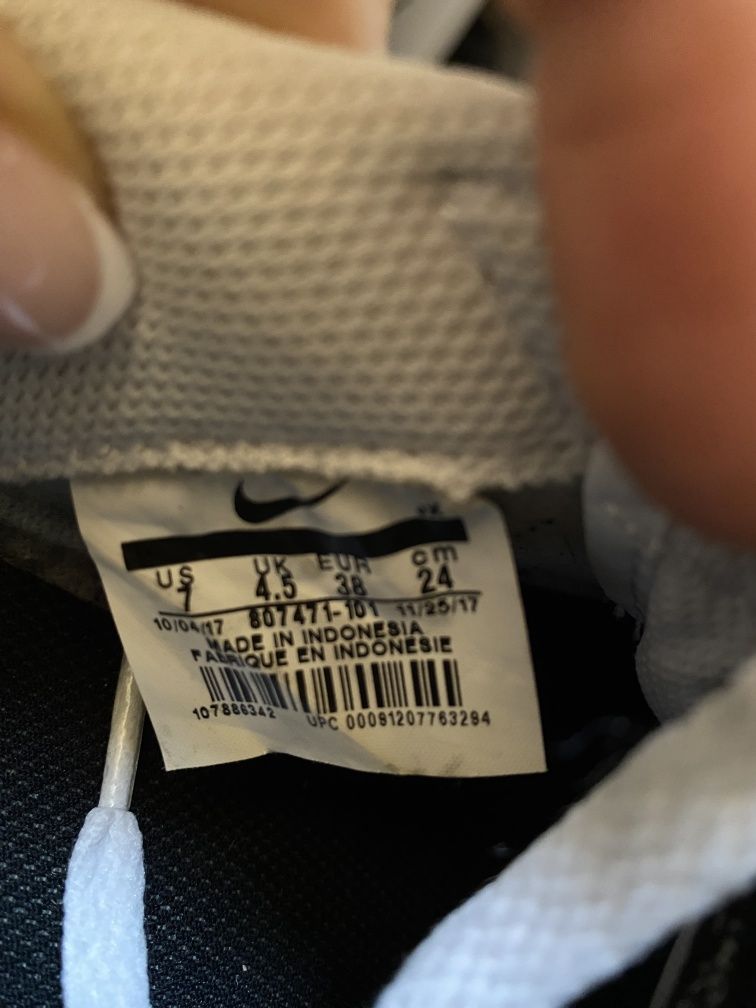 US UK EUR cm
7 4.5 38 24
10/04/17 807471-101 11/25/17
MADE IN INDONESIA
FABRIQUE EN INDONÉSIE
107886342 UPC 00091207763284